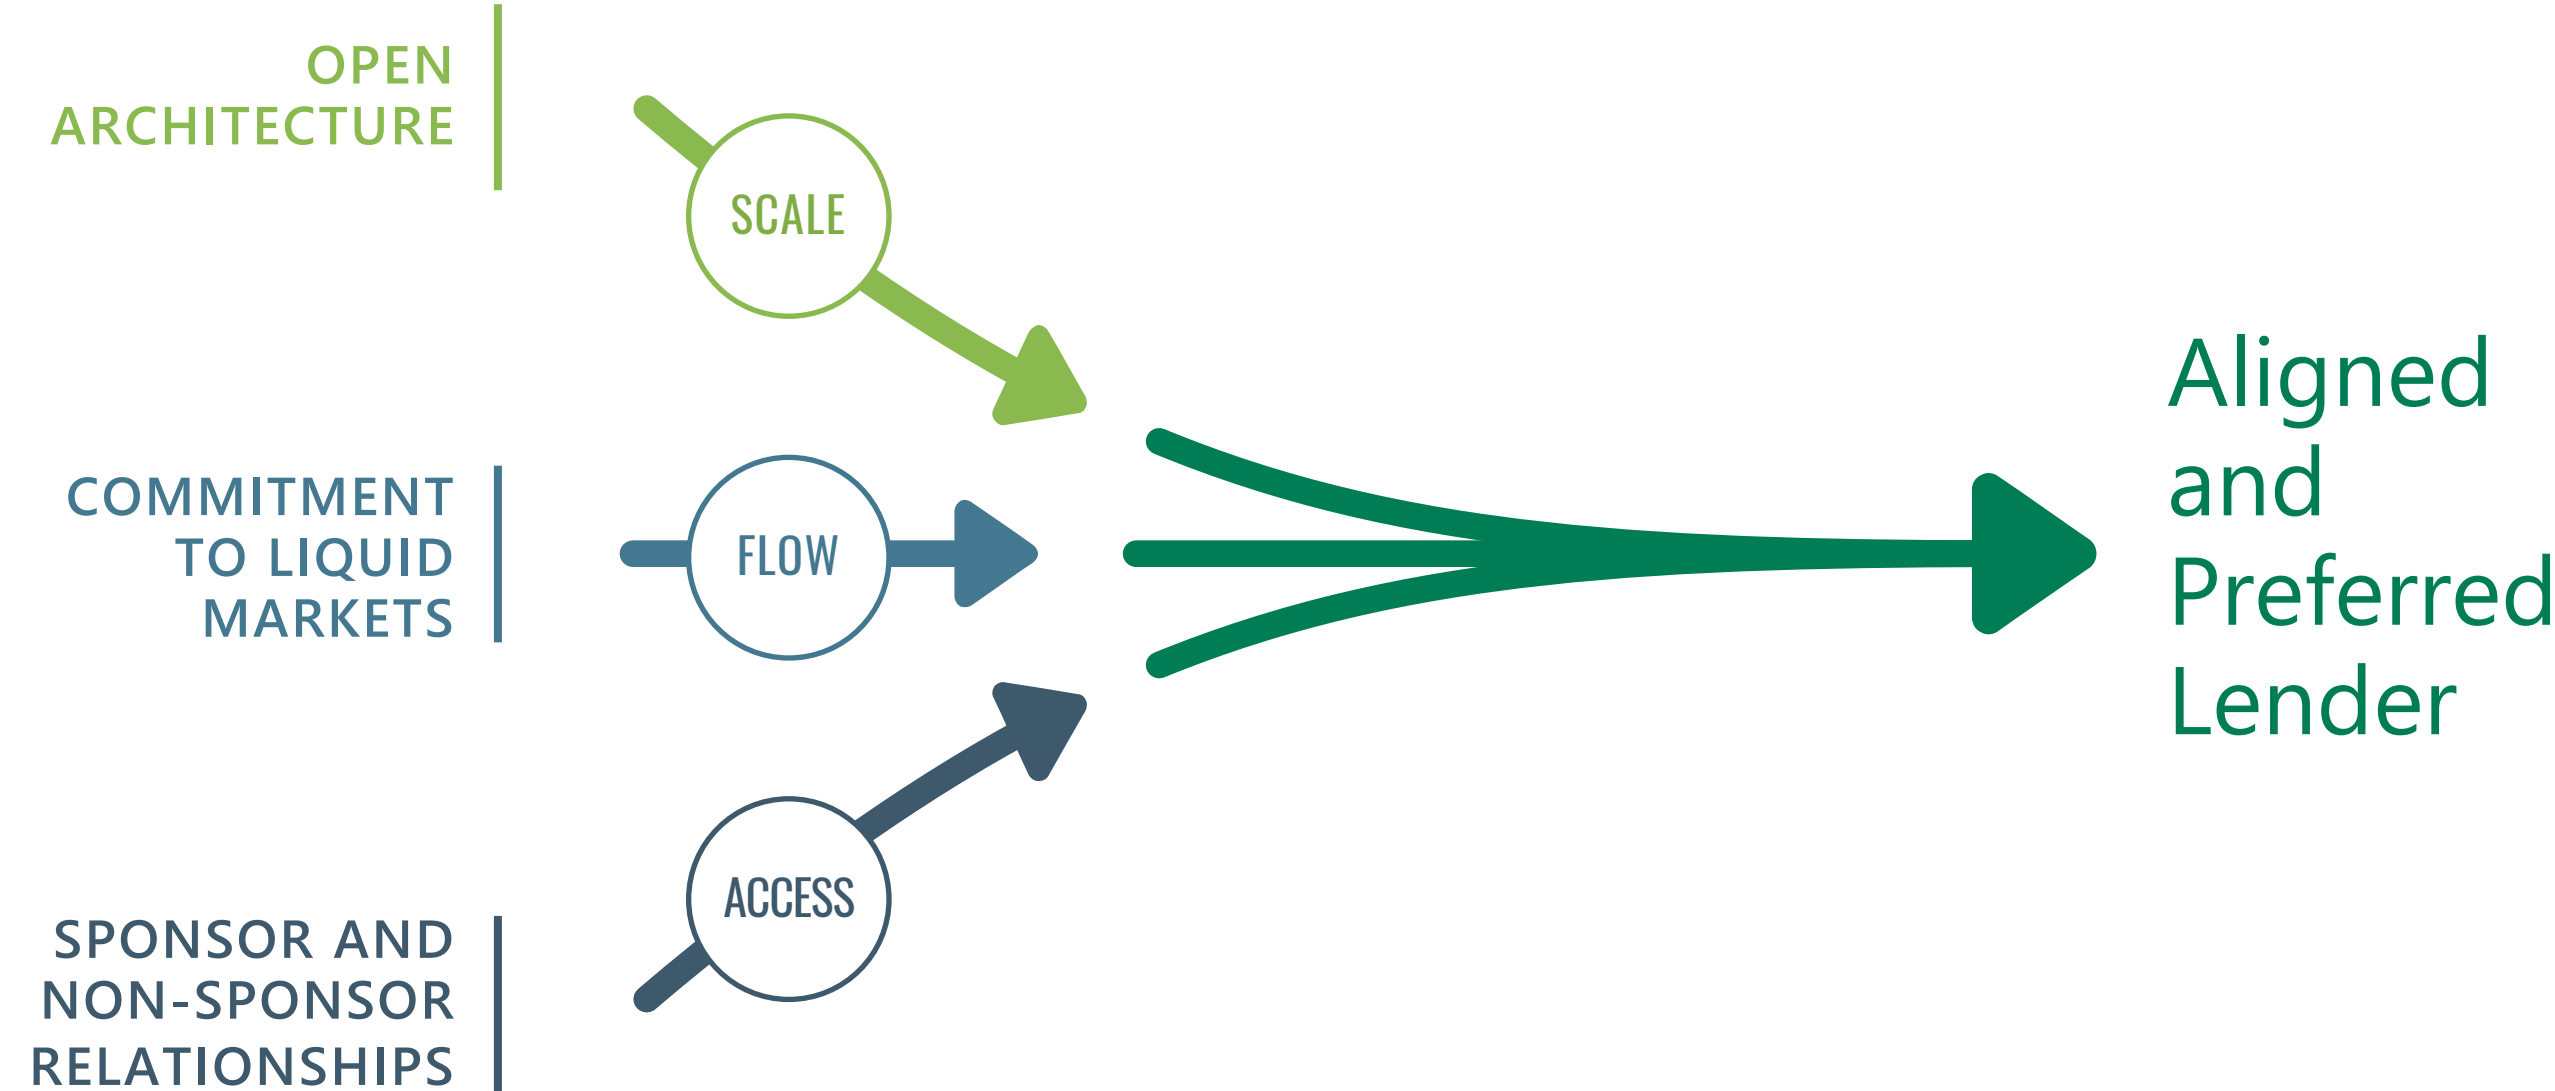 OPEN
ARCHITECTURE
SCALE
COMMITMENT
TO LIQUID
MARKETS
FLOW
SPONSOR AND
NON-SPONSOR
RELATIONSHIPS
ACCESS
Aligned
and
Preferred
Lender